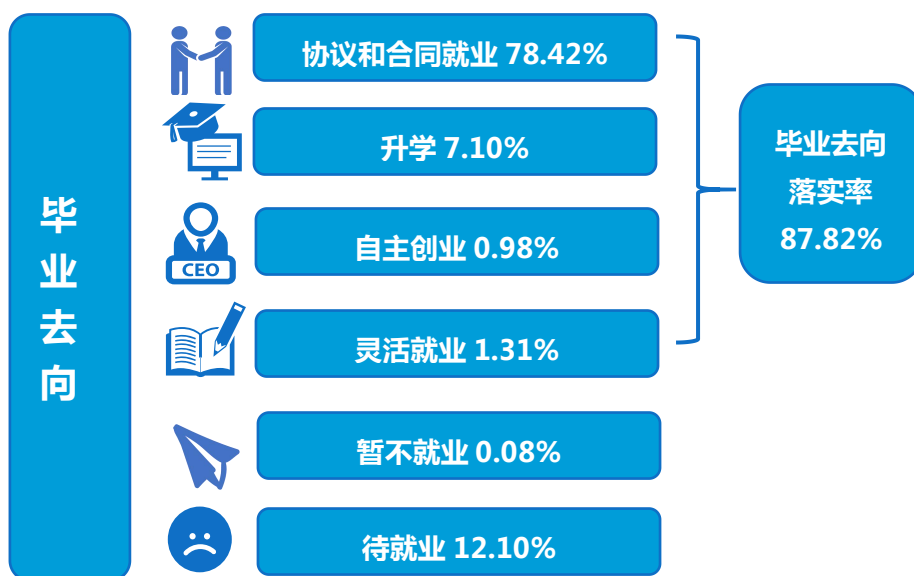 毕业去向
协议和合同就业 78.42%
升学 7.10%
CEO
自主创业 0.98%
灵活就业 1.31%
暂不就业 0.08%
待就业 12.10%
毕业去向
落实率
87.82%